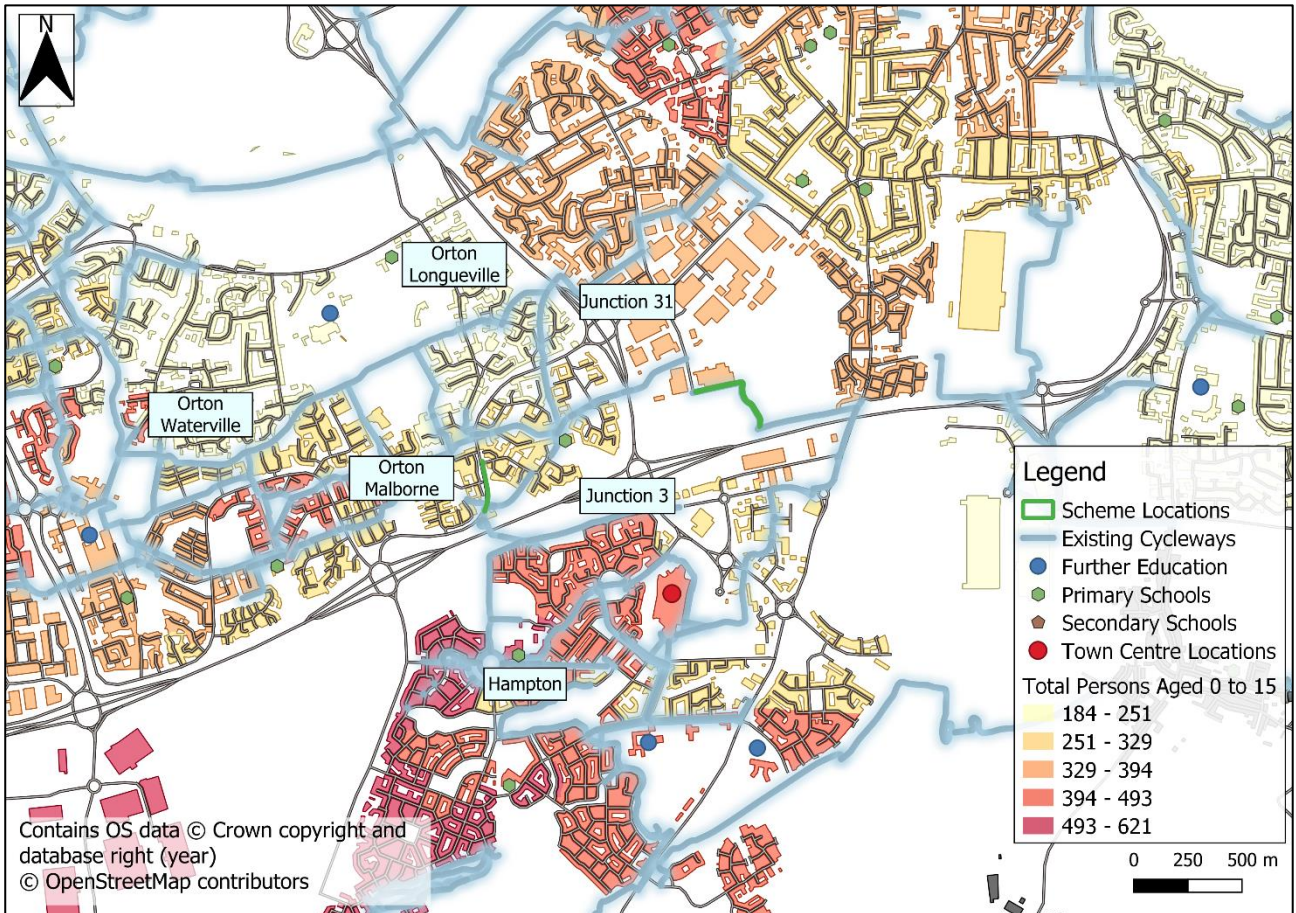 N
Orton
Longueville
Junction 31
Orton
Waterville
Orton
Malborne
Junction 3
Hampton
Legend
Scheme Locations
Existing Cycleways
Further Education
Primary Schools
Secondary Schools
Town Centre Locations
Total Persons Aged 0 to 15
184 - 251
251 - 329
329 - 394
394 - 493
493 - 621
0 250 500 m
Contains OS data © Crown copyright and
database right (year)
© OpenStreetMap contributors